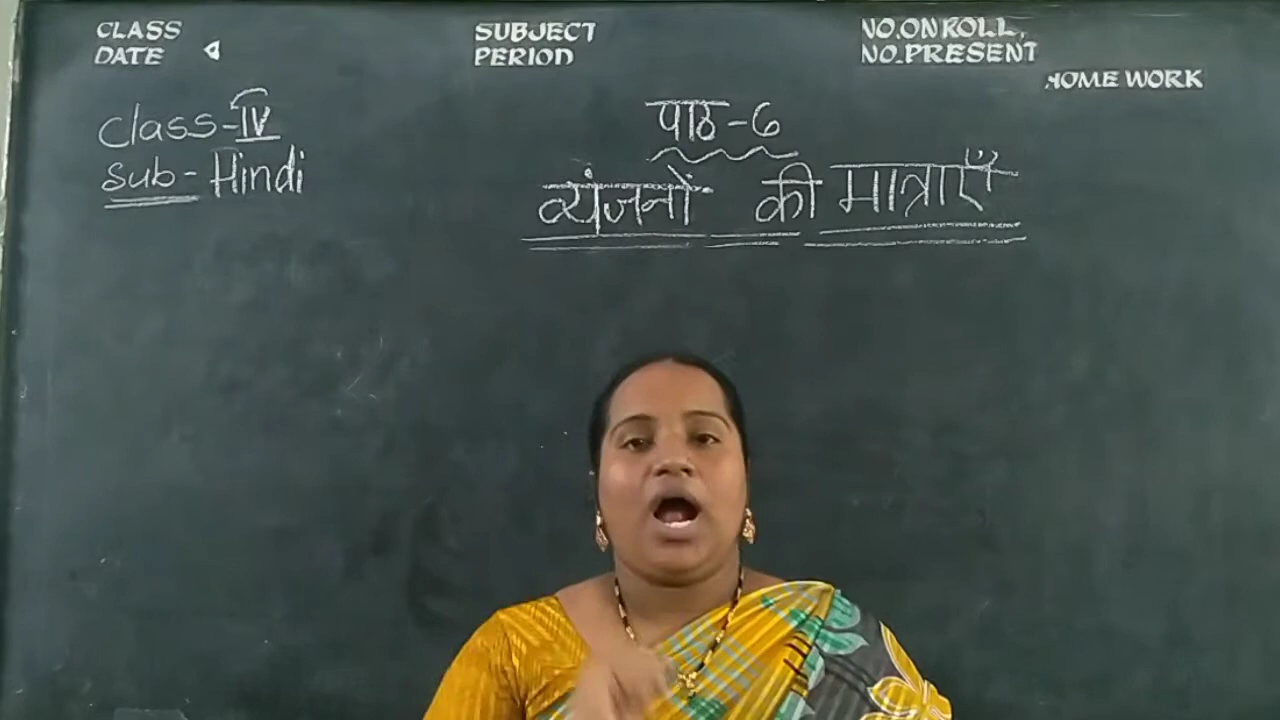 CLASS
DATE
SUBJECT
PERIOD
NO.ON ROLL.
NO.PRESENT
HOME WORK
Class-IV
Sub-Hindi
पाठ-6
व्यंजनों की मात्राएँ